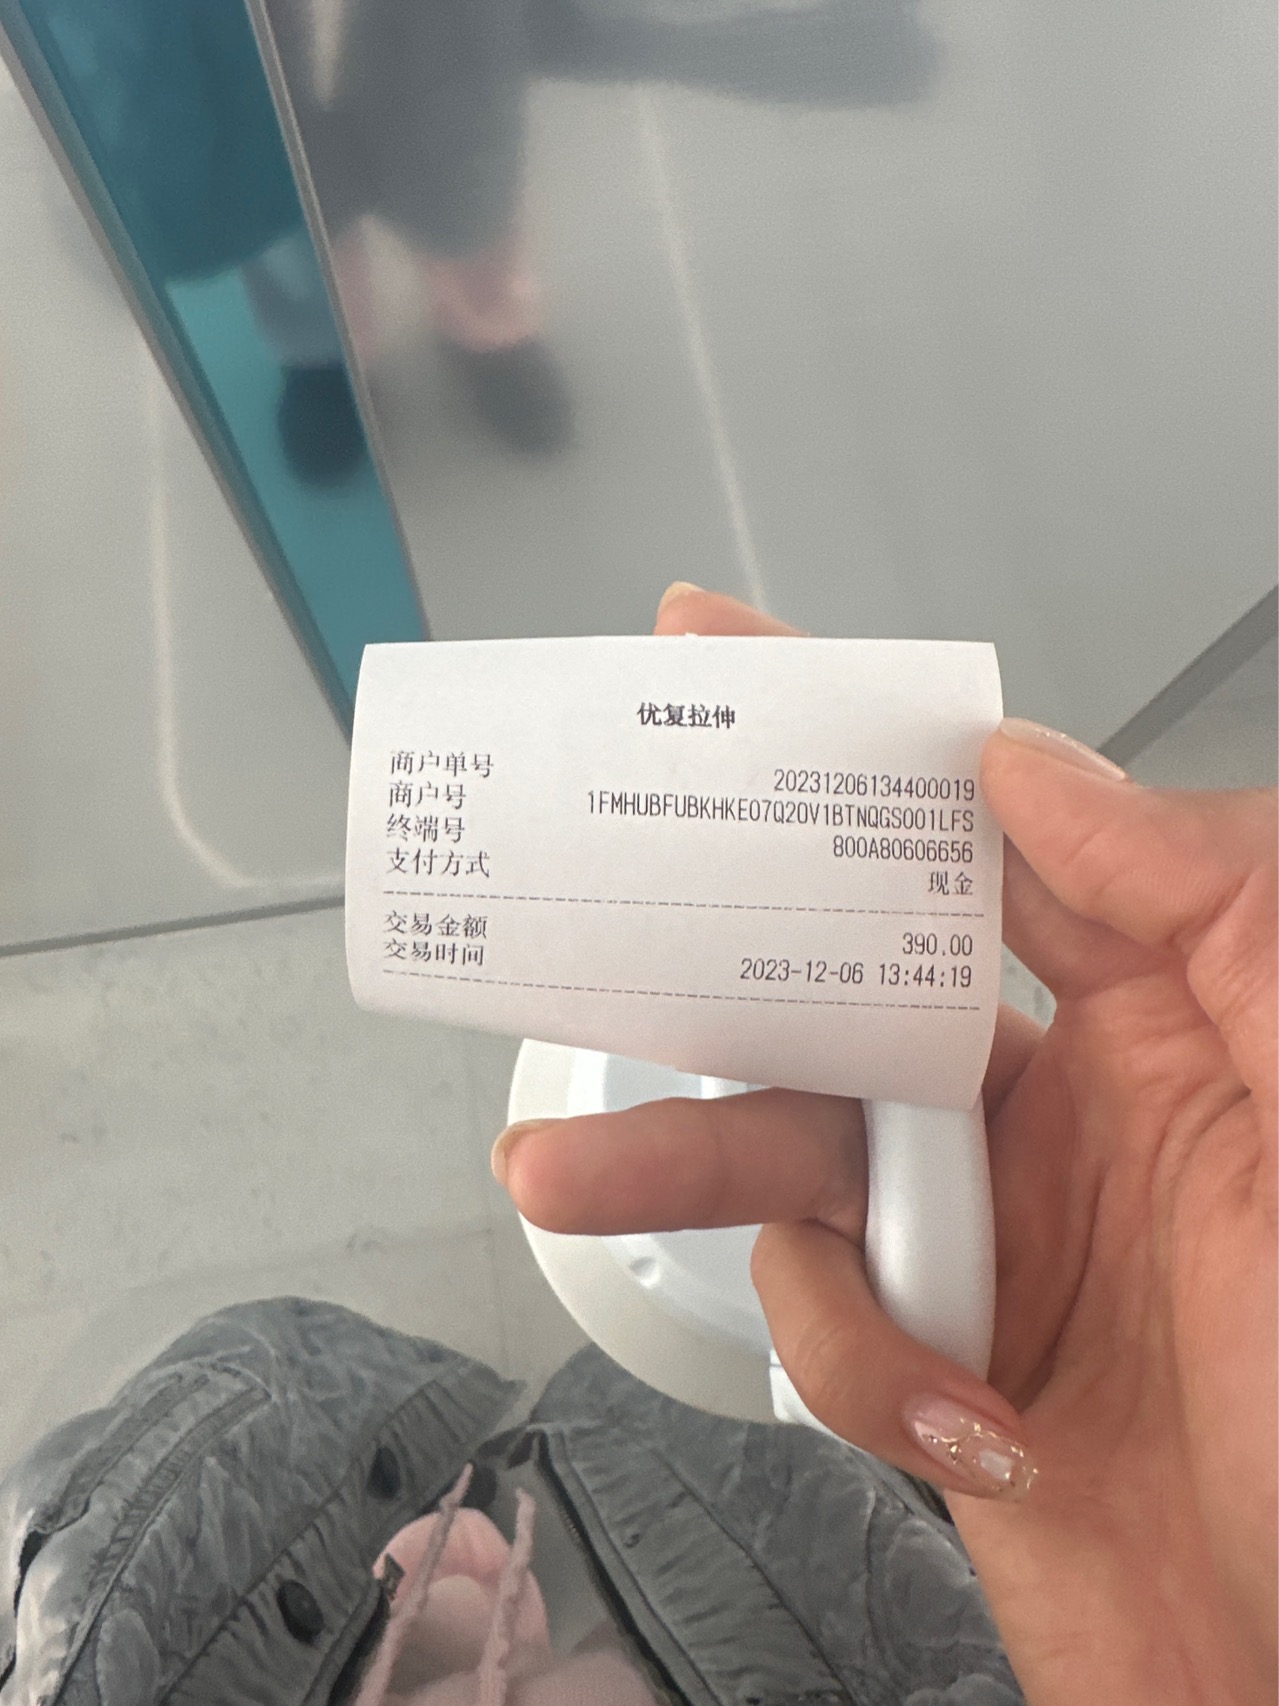 优复拉伸
商户单号 20231206134400019
商户号 1FMHUBFUBKHKE07Q20V1BTNQGS001LFS
终端号 800A80606656
支付方式 现金
交易金额 390.00
交易时间 2023-12-06 13:44:19